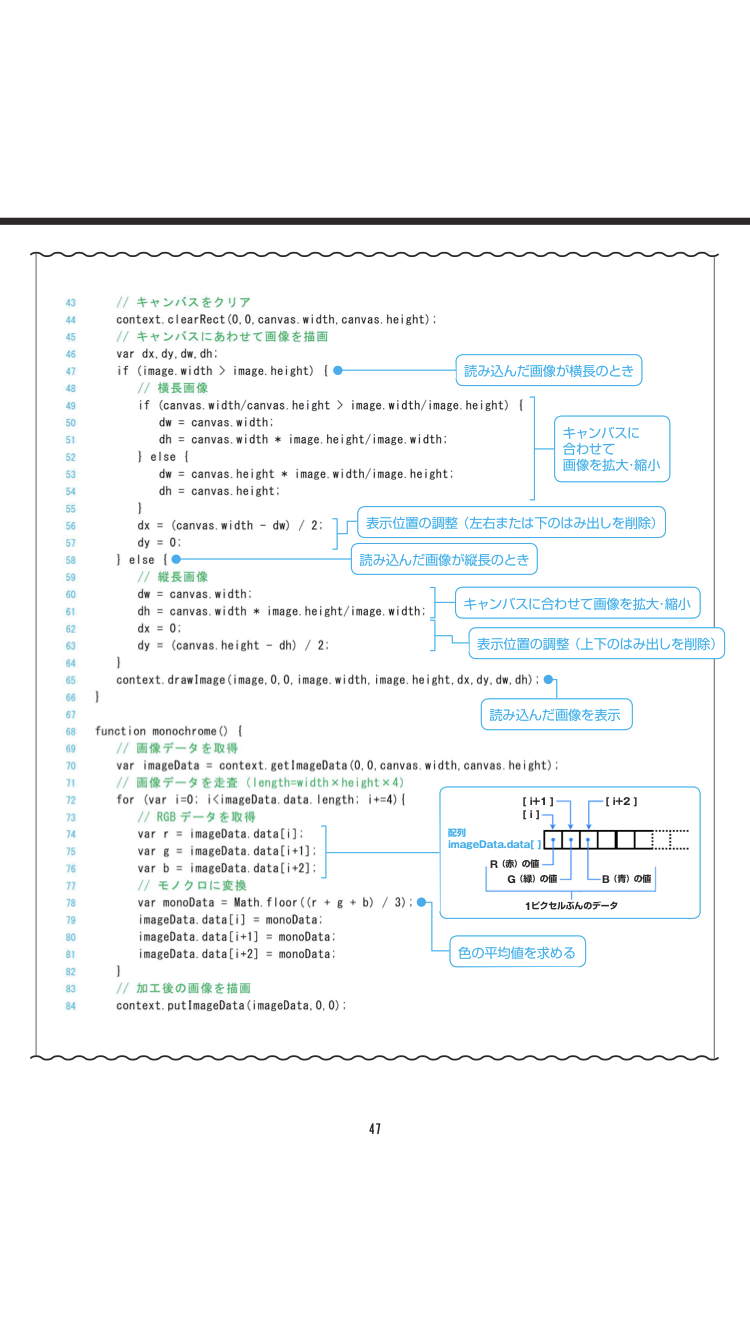 43 // キャンバスをクリア
44 context.clearRect(0,0,canvas.width,canvas.height);
45 // キャンバスにあわせて画像を描画
46 var dx,dy,dw,dh;
47 if (image.width > image.height) {
読み込んだ画像が横長のとき
48 // 横長画像
49 if (canvas.width/canvas.height > image.width/image.height) {
50 dw = canvas.width;
51 dh = canvas.width * image.height/image.width;
52 } else {
53 dw = canvas.height * image.width/image.height;
54 dh = canvas.height;
55 }
キャンバスに
合わせて
画像を拡大・縮小
56 dx = (canvas.width - dw) / 2;
57 dy = 0;
表示位置の調整（左右または下のはみ出しを削除）
58 } else {
読み込んだ画像が縦長のとき
59 // 縦長画像
60 dw = canvas.width;
61 dh = canvas.width * image.height/image.width;
キャンバスに合わせて画像を拡大・縮小
62 dx = 0;
63 dy = (canvas.height - dh) / 2;
表示位置の調整（上下のはみ出しを削除）
64 }
65 context.drawImage(image,0,0,image.width,image.height,dx,dy,dw,dh);
読み込んだ画像を表示
66 }
67
68 function monochrome() {
69 // 画像データを取得
70 var imageData = context.getImageData(0,0,canvas.width,canvas.height);
71 // 画像データを走査（length=width×height×4）
72 for (var i=0; i<imageData.data.length; i+=4){
73 // RGBデータを取得
74 var r = imageData.data[i];
75 var g = imageData.data[i+1];
76 var b = imageData.data[i+2];
[ i+1 ] [ i+2 ]
[ i ]
配列
imageData.data[ ]
R（赤）の値
G（緑）の値 B（青）の値
1ピクセルぶんのデータ
77 // モノクロに変換
78 var monoData = Math.floor((r + g + b) / 3);
79 imageData.data[i] = monoData;
80 imageData.data[i+1] = monoData;
81 imageData.data[i+2] = monoData;
色の平均値を求める
82 }
83 // 加工後の画像を描画
84 context.putImageData(imageData,0,0);
47